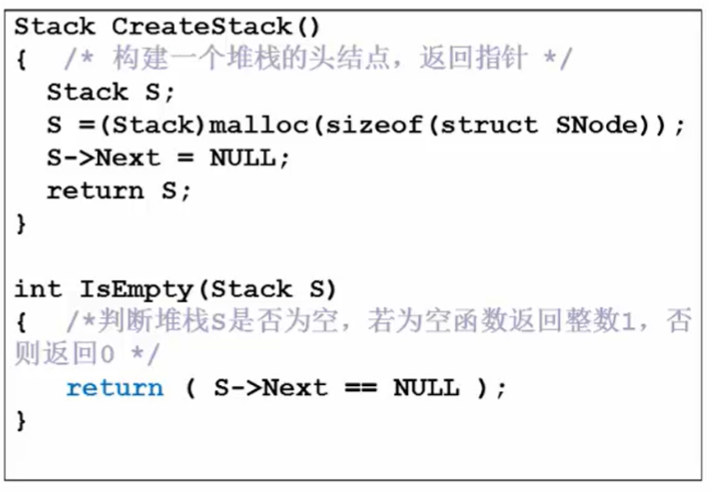 Stack CreateStack()
{  /* 构建一个堆栈的头结点，返回指针 */
  Stack S;
  S =(Stack)malloc(sizeof(struct SNode));
  S->Next = NULL;
  return S;
}
int IsEmpty(Stack S)
{  /*判断堆栈S是否为空，若为空函数返回整数1，否
则返回0 */
   return ( S->Next == NULL );
}